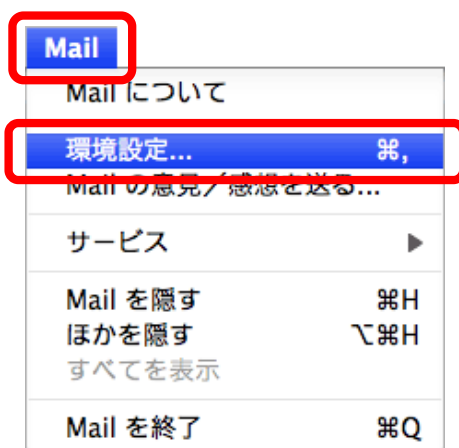 Mail
Mail について
環境設定... ⌘,
Mail の意見／感想を送る...
サービス ▶
Mail を隠す ⌘H
ほかを隠す ⌥⌘H
すべてを表示
Mail を終了 ⌘Q